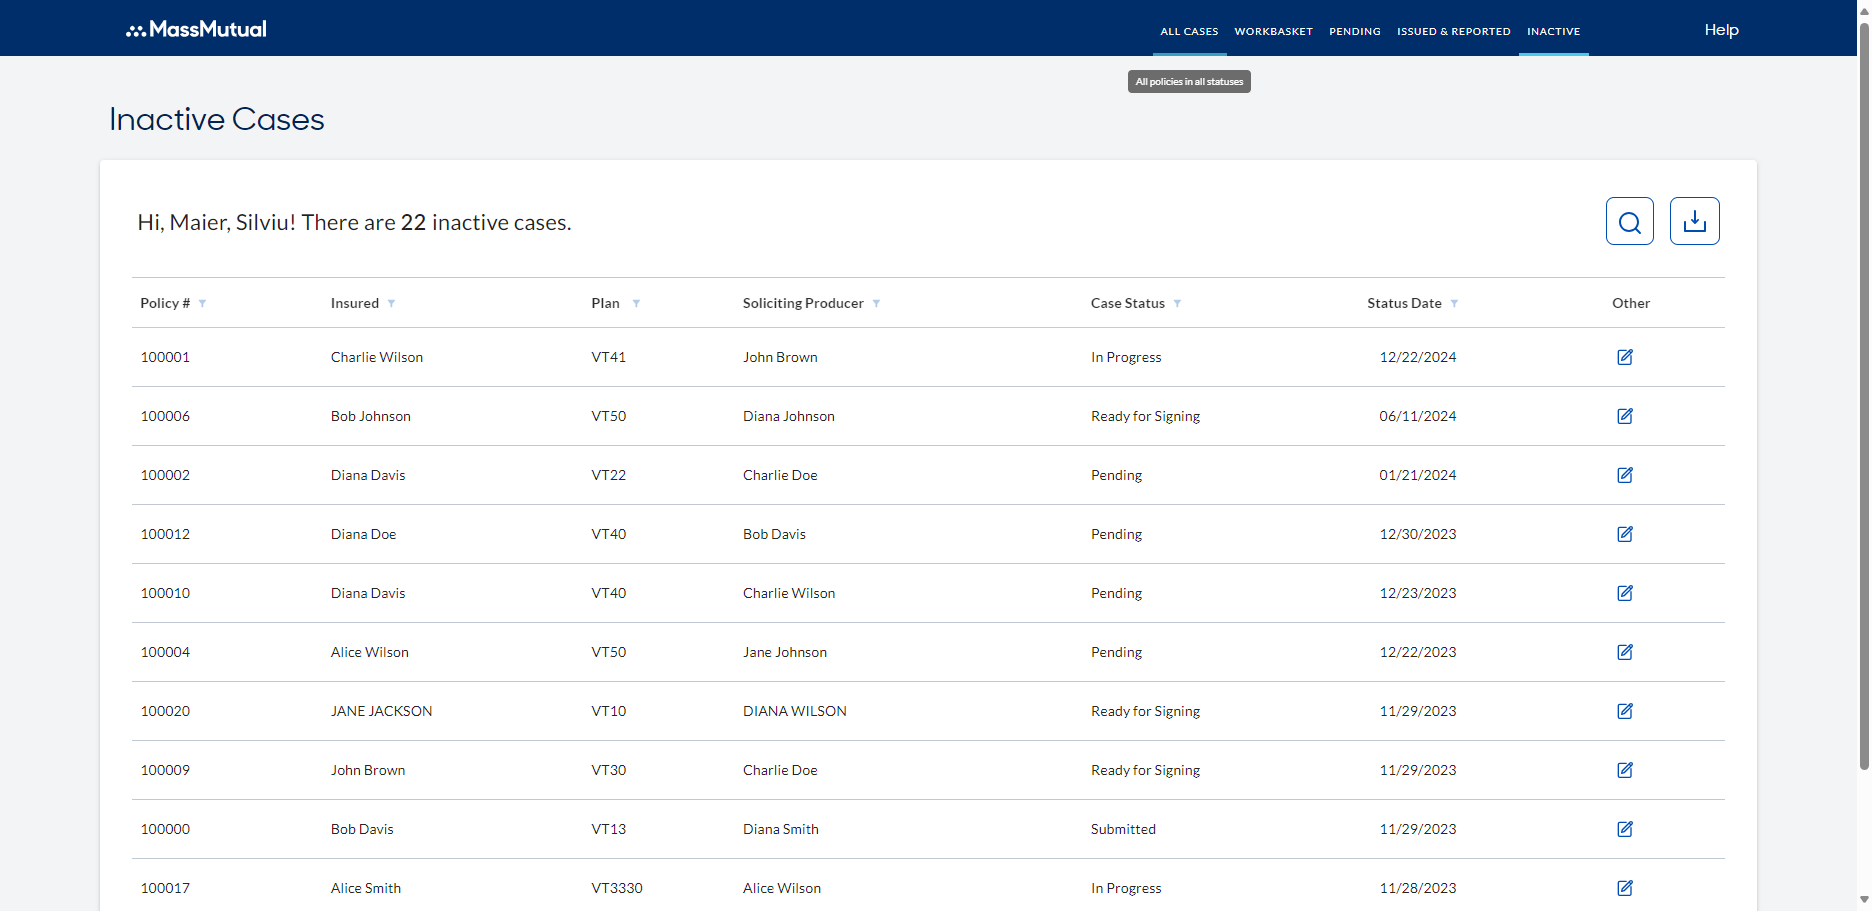 MassMutual
ALL CASES WORKBASKET PENDING ISSUED & REPORTED INACTIVE Help
All policies in all statuses
Inactive Cases
Hi, Maier, Silviu! There are 22 inactive cases.
Policy # Insured Plan Soliciting Producer Case Status Status Date Other
100001 Charlie Wilson VT41 John Brown In Progress 12/22/2024
100006 Bob Johnson VT50 Diana Johnson Ready for Signing 06/11/2024
100002 Diana Davis VT22 Charlie Doe Pending 01/21/2024
100012 Diana Doe VT40 Bob Davis Pending 12/30/2023
100010 Diana Davis VT40 Charlie Wilson Pending 12/23/2023
100004 Alice Wilson VT50 Jane Johnson Pending 12/22/2023
100020 JANE JACKSON VT10 DIANA WILSON Ready for Signing 11/29/2023
100009 John Brown VT30 Charlie Doe Ready for Signing 11/29/2023
100000 Bob Davis VT13 Diana Smith Submitted 11/29/2023
100017 Alice Smith VT3330 Alice Wilson In Progress 11/28/2023